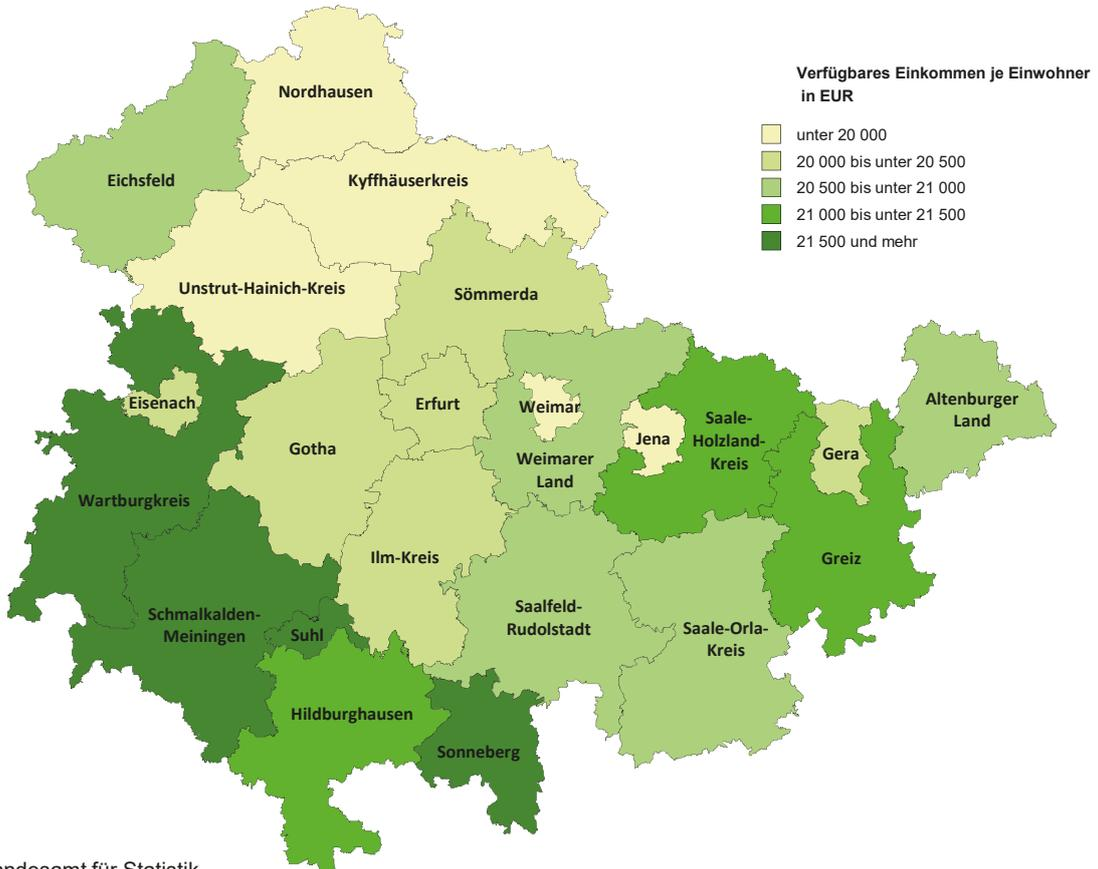 Verfügbares Einkommen je Einwohner
in EUR
unter 20 000
20 000 bis unter 20 500
20 500 bis unter 21 000
21 000 bis unter 21 500
21 500 und mehr
Nordhausen
Eichsfeld
Kyffhäuserkreis
Unstrut-Hainich-Kreis
Sömmerda
Eisenach
Erfurt
Weimar
Gotha
Jena
Saale-
Holzland-
Kreis
Gera
Altenburger
Land
Weimarer
Land
Wartburgkreis
Ilm-Kreis
Greiz
Schmalkalden-
Meiningen
Suhl
Saalfeld-
Rudolstadt
Saale-Orla-
Kreis
Hildburghausen
Sonneberg
für Statistik